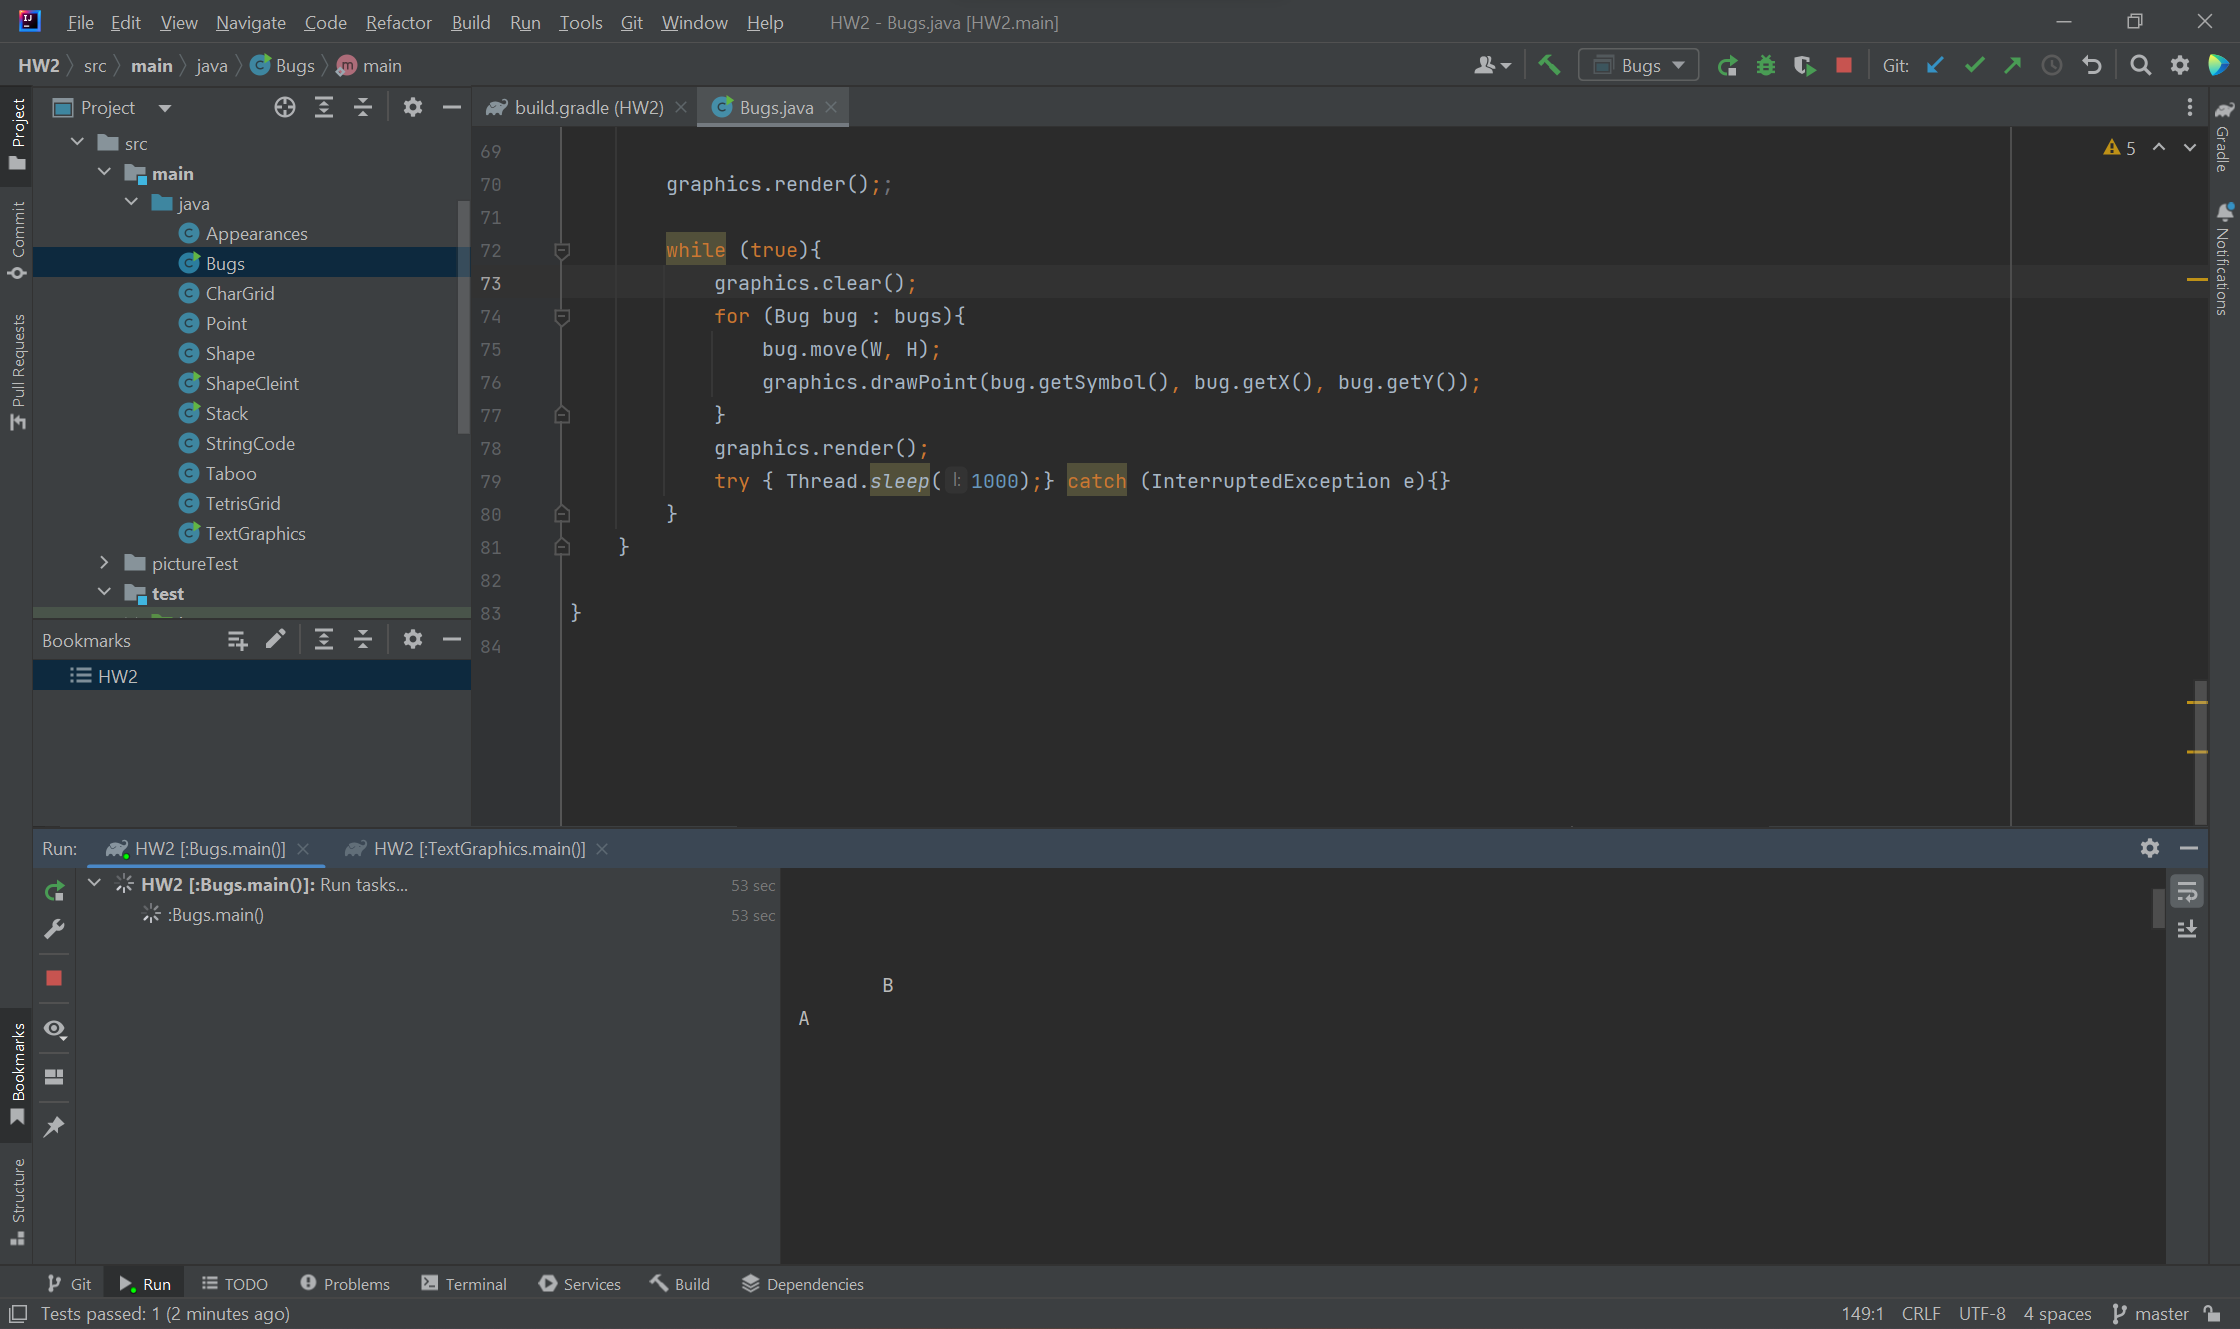 File Edit View Navigate Code Refactor Build Run Tools Git Window Help HW2 - Bugs.java [HW2.main]
HW2 src main java Bugs main
Bugs Git:
Project
build.gradle (HW2) Bugs.java
src
main
java
Appearances
Bugs
CharGrid
Point
Shape
ShapeCleint
Stack
StringCode
Taboo
TetrisGrid
TextGraphics
pictureTest
test
Bookmarks
HW2
5
69
70 graphics.render();;
71
72 while (true){
73 graphics.clear();
74 for (Bug bug : bugs){
75 bug.move(W, H);
76 graphics.drawPoint(bug.getSymbol(), bug.getX(), bug.getY());
77 }
78 graphics.render();
79 try { Thread.sleep( l: 1000);} catch (InterruptedException e){}
80 }
81 }
82
83 }
84
Project
Commit
Pull Requests
Bookmarks
Structure
Gradle
Notifications
Run: HW2 [:Bugs.main()] HW2 [:TextGraphics.main()]
HW2 [:Bugs.main()]: Run tasks... 53 sec
:Bugs.main() 53 sec
B
A
Git Run TODO Problems Terminal Services Build Dependencies
Tests passed: 1 (2 minutes ago) 149:1 CRLF UTF-8 4 spaces master